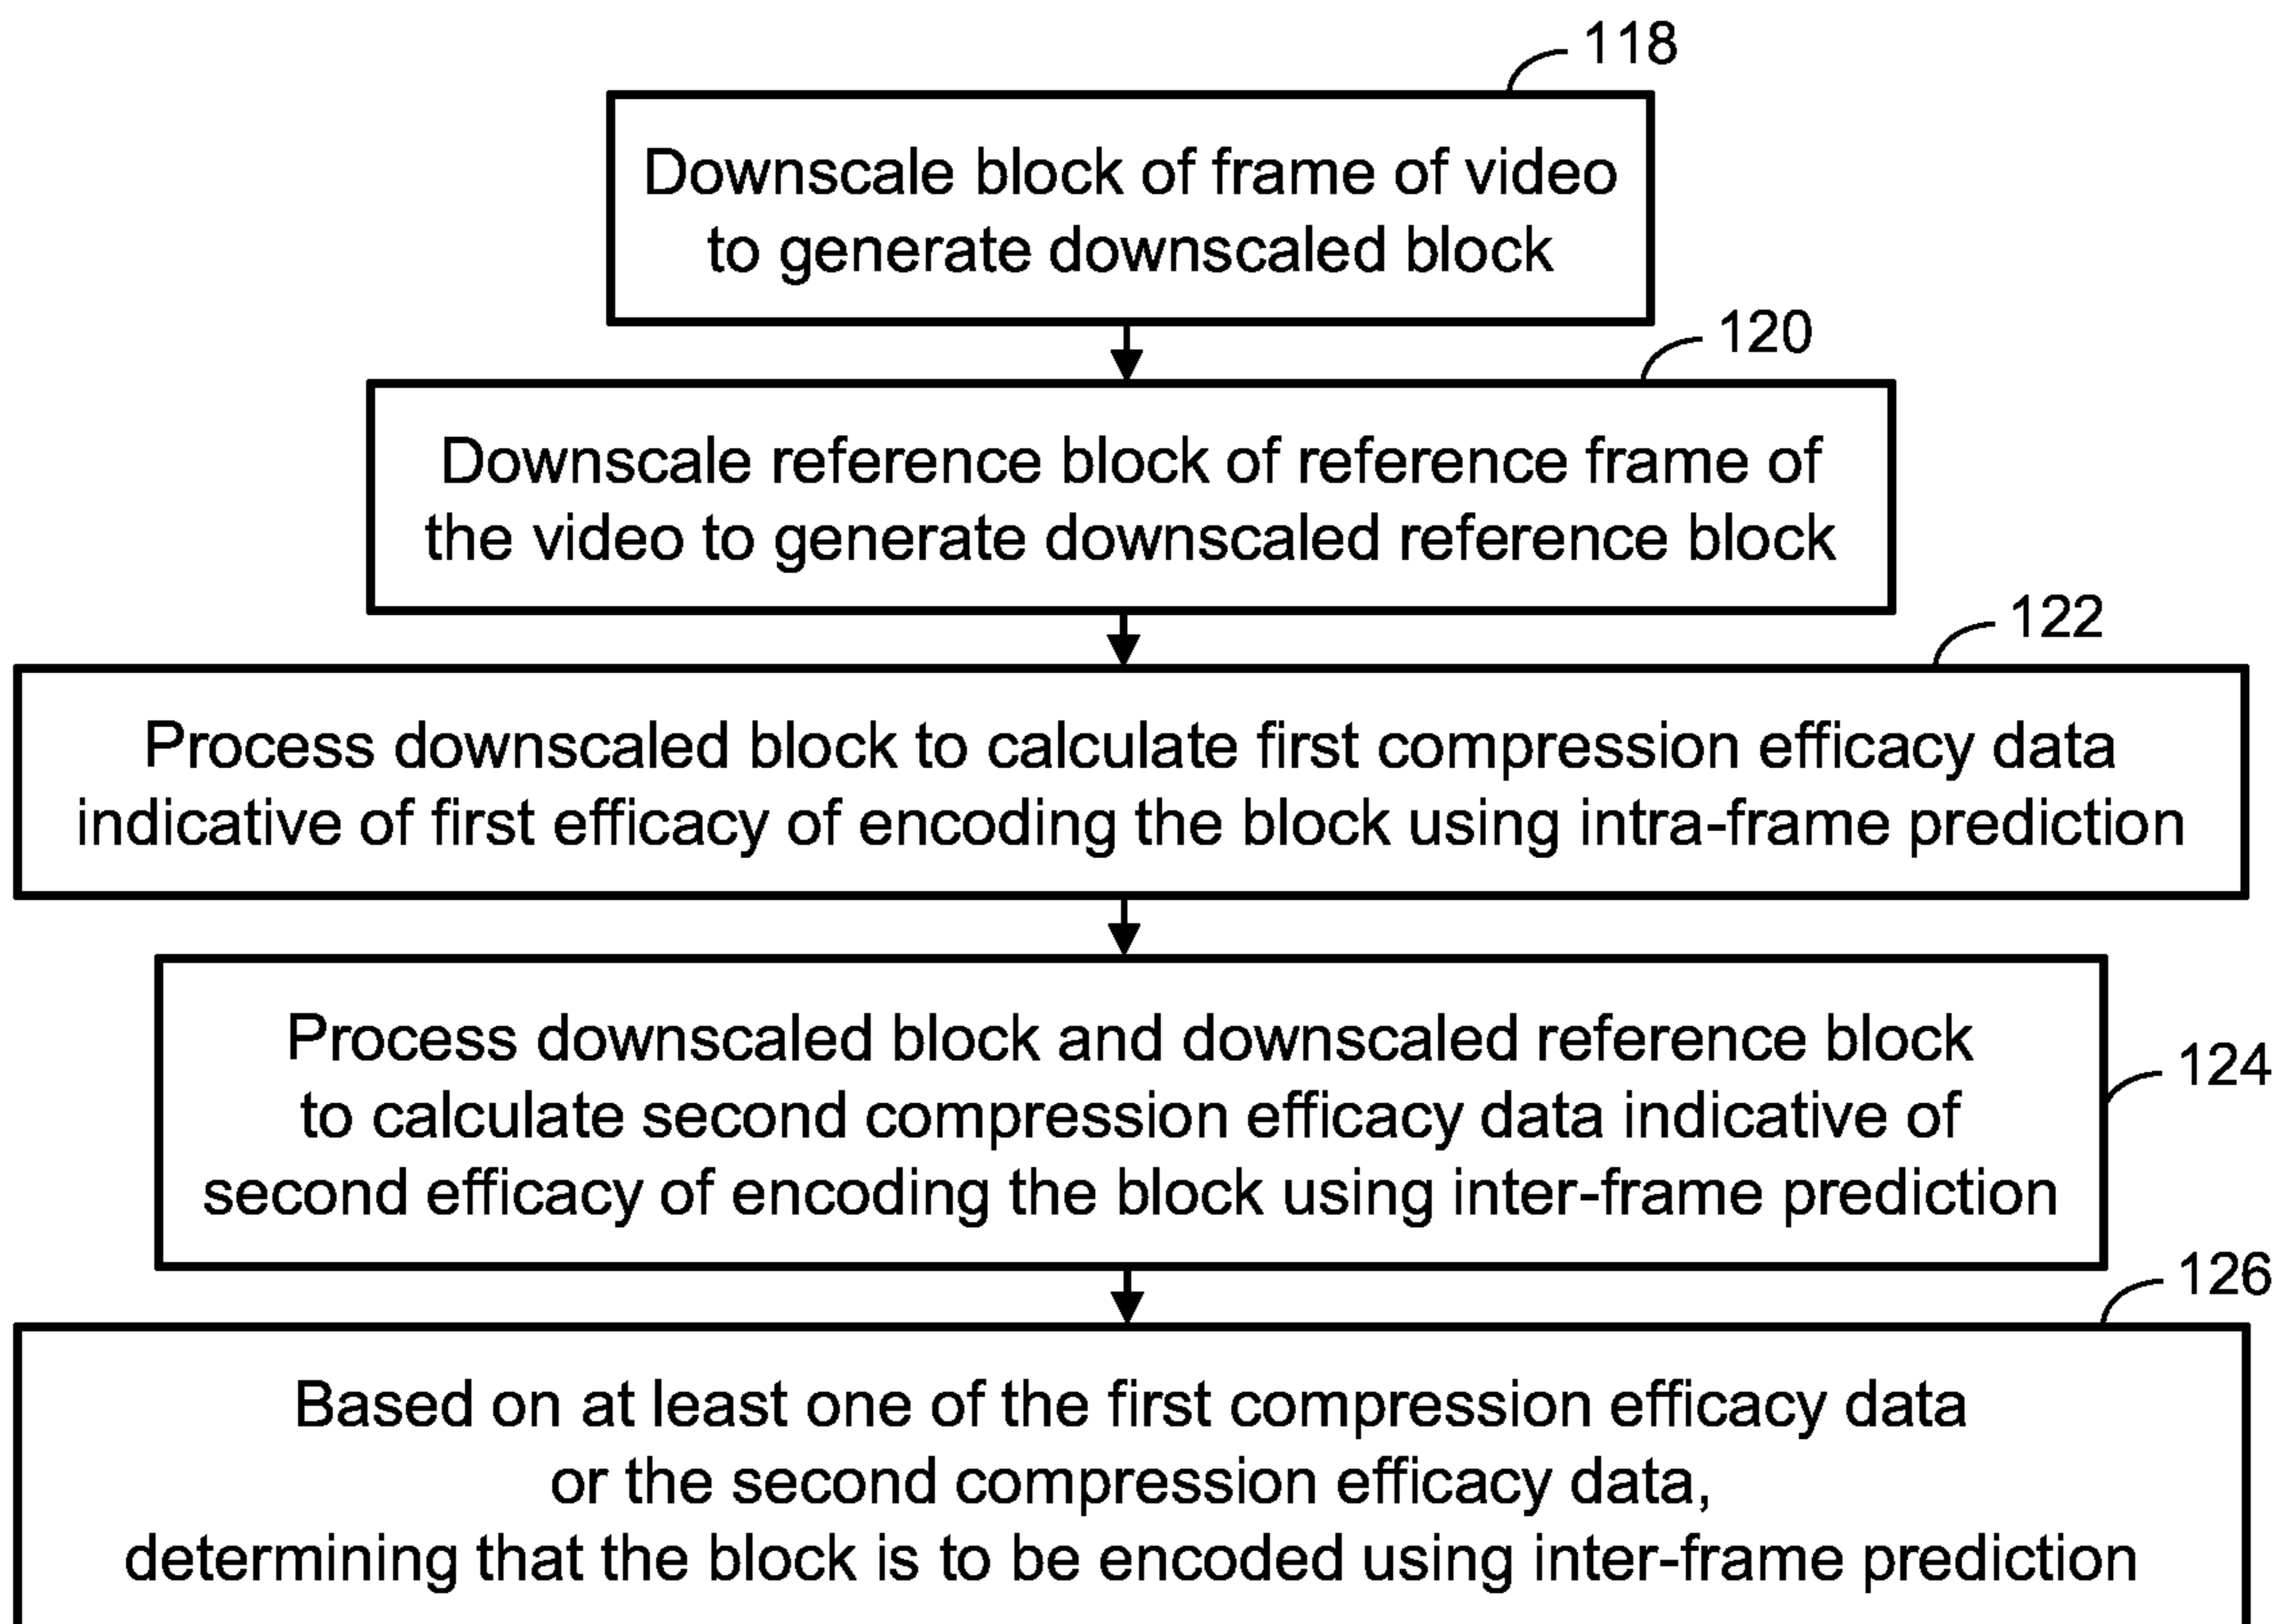 118
Downscale block of frame of video
to generate downscaled block
120
Downscale reference block of reference frame of
the video to generate downscaled reference block
122
Process downscaled block to calculate first compression efficacy data
indicative of first efficacy of encoding the block using intra-frame prediction
Process downscaled block and downscaled reference block
124
to calculate second compression efficacy data indicative of
second efficacy of encoding the block using inter-frame prediction
126
Based on at least one of the first compression efficacy data
or the second compression efficacy data,
determining that the block is to be encoded using inter-frame prediction